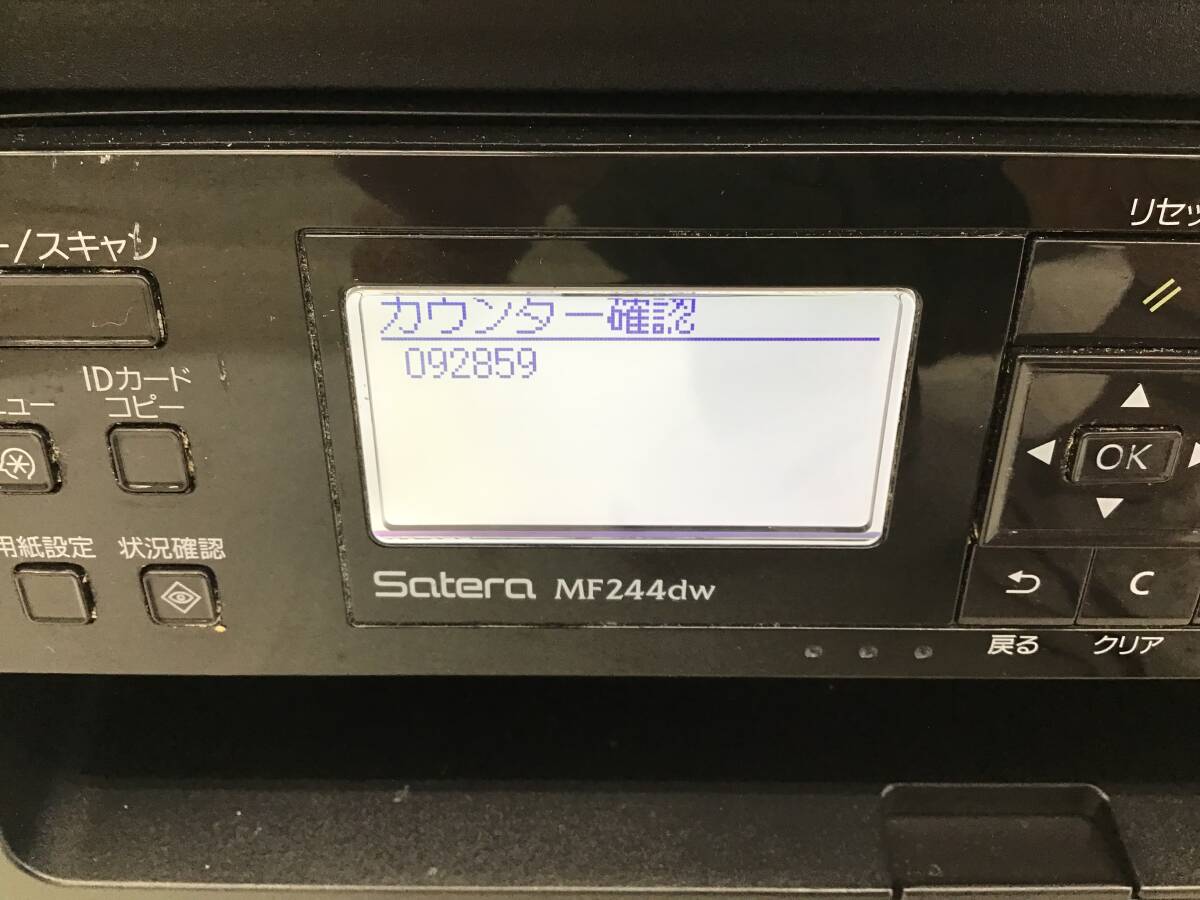 ー/スキャン
リセッ
カウンター確認
092859
IDカード
コピー
ュー
OK
用紙設定
状況確認
Satera MF244dw
C
戻る
クリア